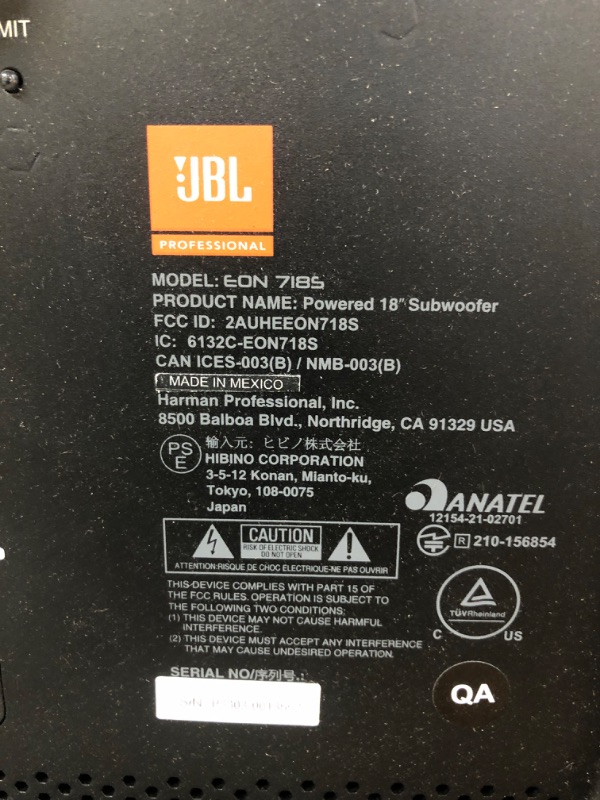 MIT
JBL
PROFESSIONAL
MODEL: EON 718S
PRODUCT NAME: Powered 18" Subwoofer
FCC ID: 2AUHEEON718S
IC: 6132C-EON718S
CAN ICES-003(B) / NMB-003(B)
MADE IN MEXICO
Harman Professional, Inc.
8500 Balboa Blvd., Northridge, CA 91329 USA
PS
E
輸入元: ヒビノ株式会社
HIBINO CORPORATION
3-5-12 Konan, Mianto-ku,
Tokyo, 108-0075
Japan
ANATEL
12154-21-02701
R 210-156854
CAUTION
RISK OF ELECTRIC SHOCK
DO NOT OPEN
ATTENTION:RISQUE DE CHOC ELECTRIQUE-NE PAS OUVRIR
THIS-DEVICE COMPLIES WITH PART 15 OF
THE FCC RULES. OPERATION IS SUBJECT TO
THE FOLLOWING TWO CONDITIONS:
(1) THIS DEVICE MAY NOT CAUSE HARMFUL
INTERFERENCE.
(2) THIS DEVICE MUST ACCEPT ANY INTERFERENCE
THAT MAY CAUSE UNDESIRED OPERATION.
TÜVRheinland
C US
SERIAL NO/序列号.:
QA